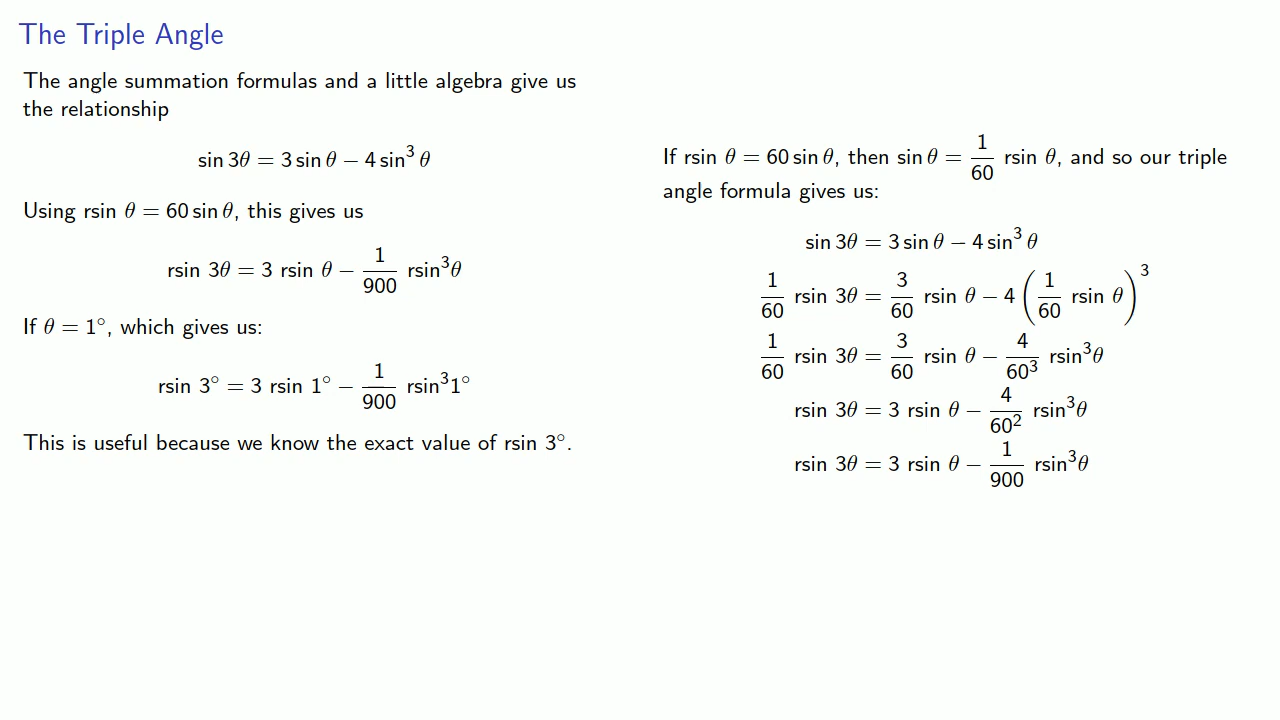 The Triple Angle
The angle summation formulas and a little algebra give us
the relationship
sin 3θ = 3 sin θ − 4 sin³ θ
Using rsin θ = 60 sin θ, this gives us
rsin 3θ = 3 rsin θ − 1/900 rsin³θ
If θ = 1°, which gives us:
rsin 3° = 3 rsin 1° − 1/900 rsin³1°
This is useful because we know the exact value of rsin 3°.
If rsin θ = 60 sin θ, then sin θ = 1/60 rsin θ, and so our triple
angle formula gives us:
sin 3θ = 3 sin θ − 4 sin³ θ
1/60 rsin 3θ = 3/60 rsin θ − 4 (1/60 rsin θ)³
1/60 rsin 3θ = 3/60 rsin θ − 4/60³ rsin³θ
rsin 3θ = 3 rsin θ − 4/60² rsin³θ
rsin 3θ = 3 rsin θ − 1/900 rsin³θ